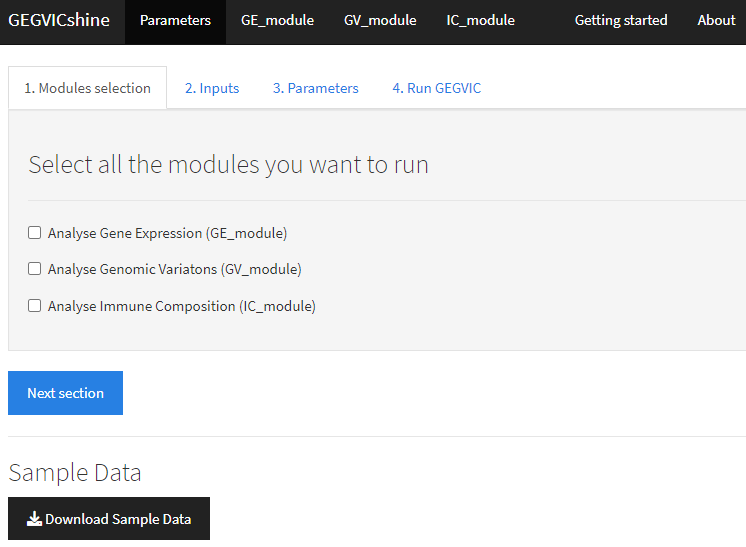 GEGVICshine Parameters GE_module GV_module IC_module Getting started About
1. Modules selection 2. Inputs 3. Parameters 4. Run GEGVIC
Select all the modules you want to run
Analyse Gene Expression (GE_module)
Analyse Genomic Variatons (GV_module)
Analyse Immune Composition (IC_module)
Next section
Sample Data
Download Sample Data